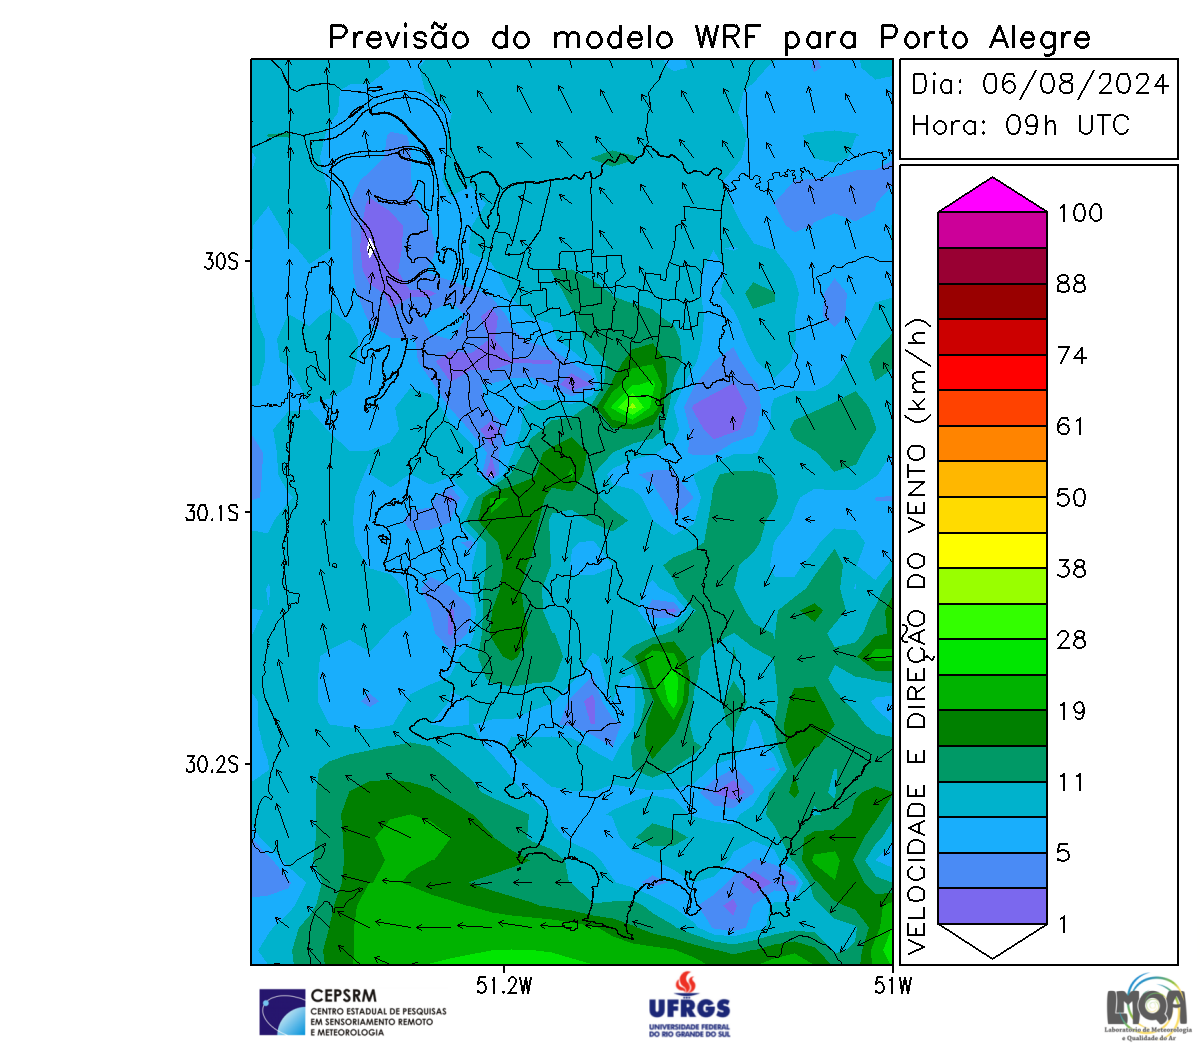 Previsão do modelo WRF para Porto Alegre
Dia: 06/08/2024
Hora: 09h UTC
30S
30.1S
30.2S
51.2W
51W
VELOCIDADE E DIREÇÃO DO VENTO (km/h)
100
88
74
61
50
38
28
19
11
5
1
CEPSRM
CENTRO ESTADUAL DE PESQUISAS
EM SENSORIAMENTO REMOTO
E METEOROLOGIA
UFRGS
UNIVERSIDADE FEDERAL
DO RIO GRANDE DO SUL
LMQA
Laboratório de Meteorologia
e Qualidade do Ar